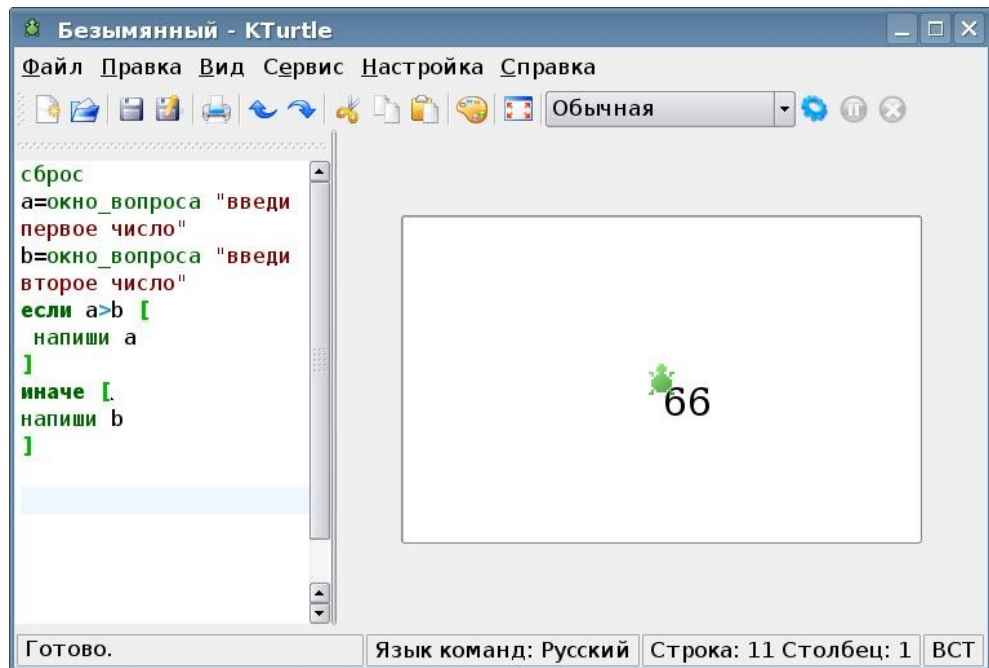 Безымянный - KTurtle
Файл Правка Вид Сервис Настройка Справка
Обычная
сброс
a=окно_вопроса "введи
первое число"
b=окно_вопроса "введи
второе число"
если a>b [
напиши a
]
иначе [
напиши b
]
66
Готово.
Язык команд: Русский
Строка: 11 Столбец: 1
ВСТ